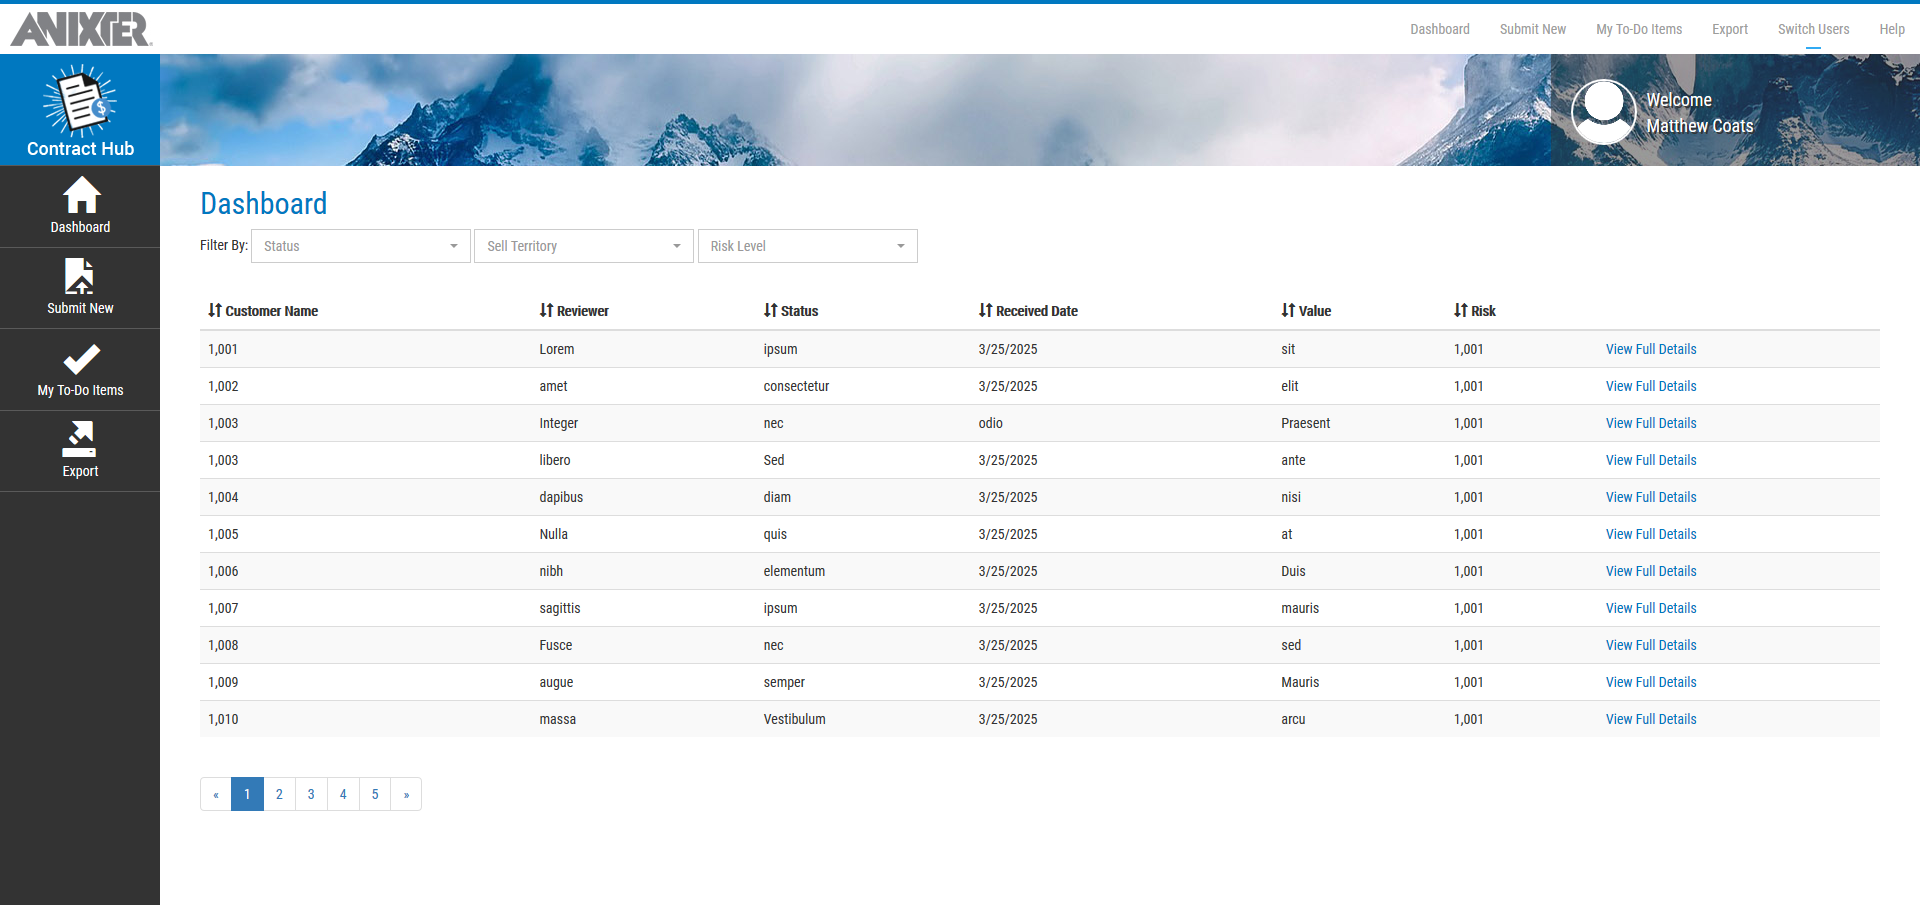 ANIXTER
Dashboard Submit New My To-Do Items Export Switch Users Help
Contract Hub
Welcome
Matthew Coats
Dashboard
Submit New
My To-Do Items
Export
Dashboard
Filter By: Status Sell Territory Risk Level
Customer Name Reviewer Status Received Date Value Risk
1,001 Lorem ipsum 3/25/2025 sit 1,001 View Full Details
1,002 amet consectetur 3/25/2025 elit 1,001 View Full Details
1,003 Integer nec odio Praesent 1,001 View Full Details
1,003 libero Sed 3/25/2025 ante 1,001 View Full Details
1,004 dapibus diam 3/25/2025 nisi 1,001 View Full Details
1,005 Nulla quis 3/25/2025 at 1,001 View Full Details
1,006 nibh elementum 3/25/2025 Duis 1,001 View Full Details
1,007 sagittis ipsum 3/25/2025 mauris 1,001 View Full Details
1,008 Fusce nec 3/25/2025 sed 1,001 View Full Details
1,009 augue semper 3/25/2025 Mauris 1,001 View Full Details
1,010 massa Vestibulum 3/25/2025 arcu 1,001 View Full Details
« 1 2 3 4 5 »